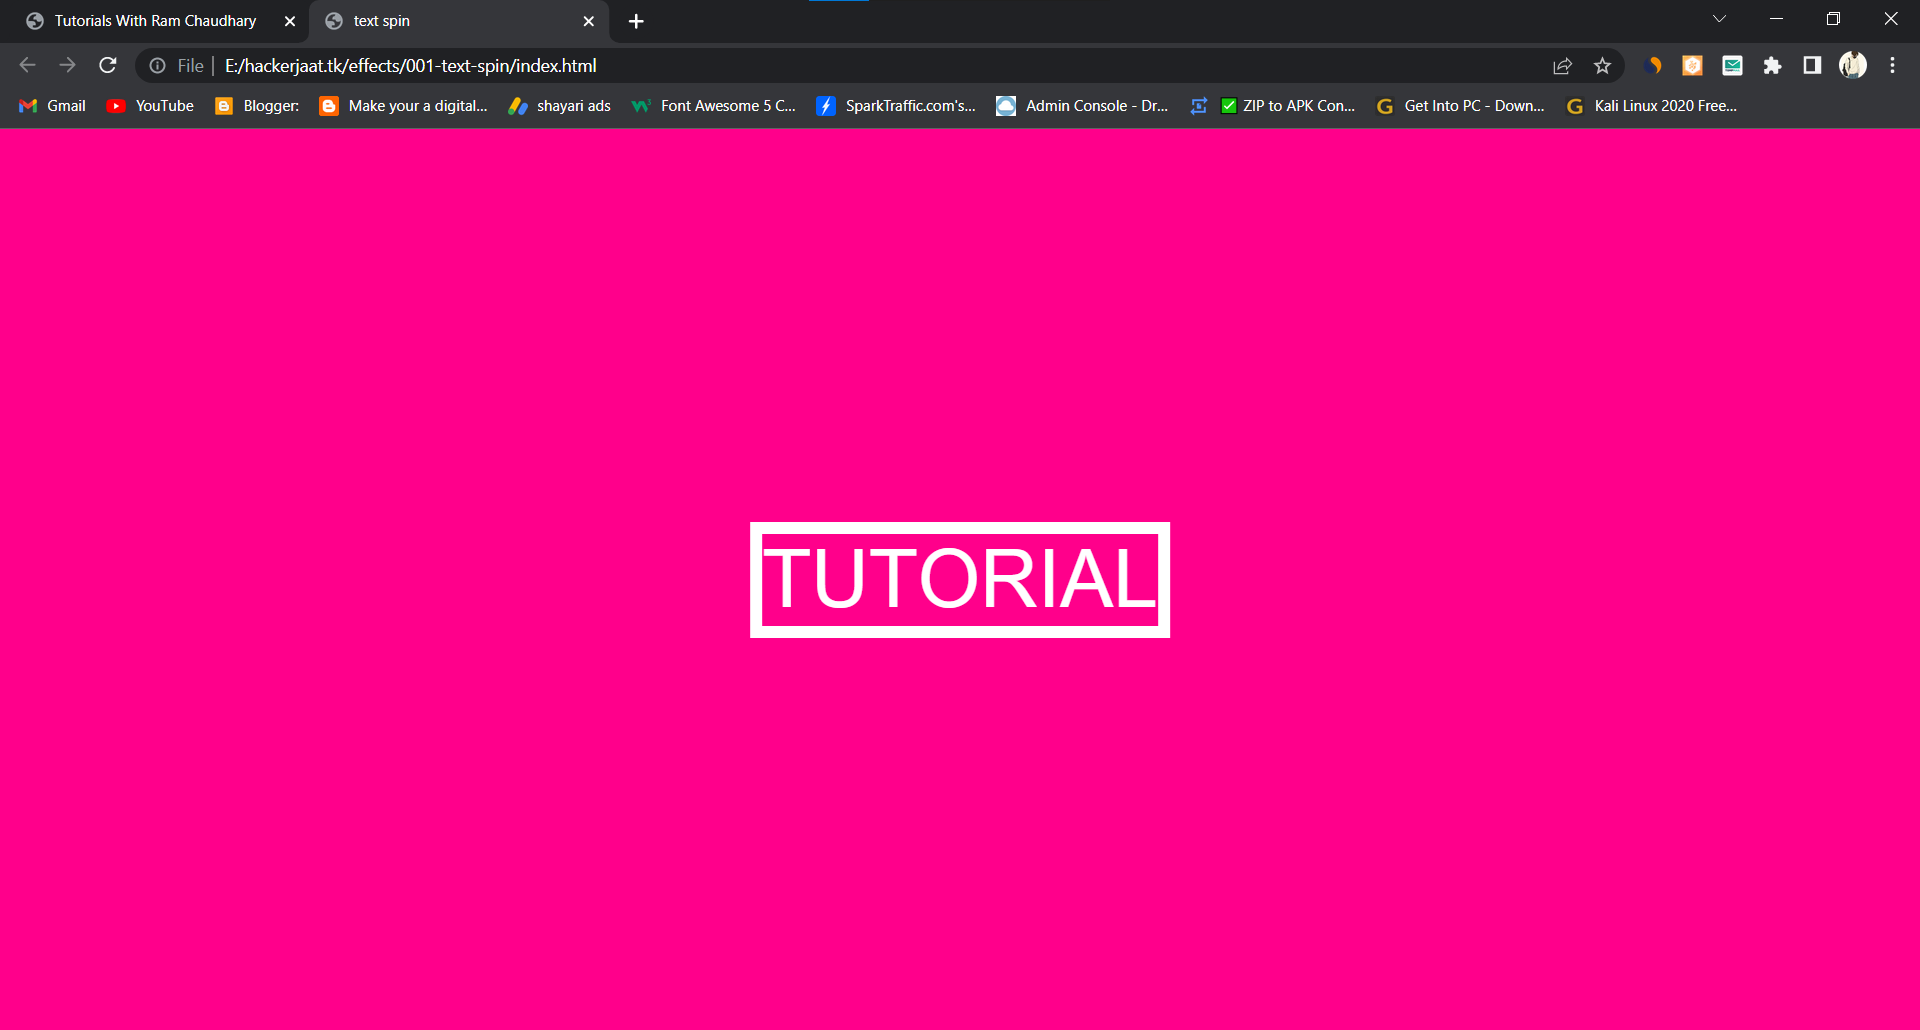 Tutorials With Ram Chaudhary text spin
File E:/hackerjaat.tk/effects/001-text-spin/index.html
Gmail YouTube Blogger: Make your a digital... shayari ads Font Awesome 5 C... SparkTraffic.com's... Admin Console - Dr... ZIP to APK Con... Get Into PC - Down... Kali Linux 2020 Free...
TUTORIAL